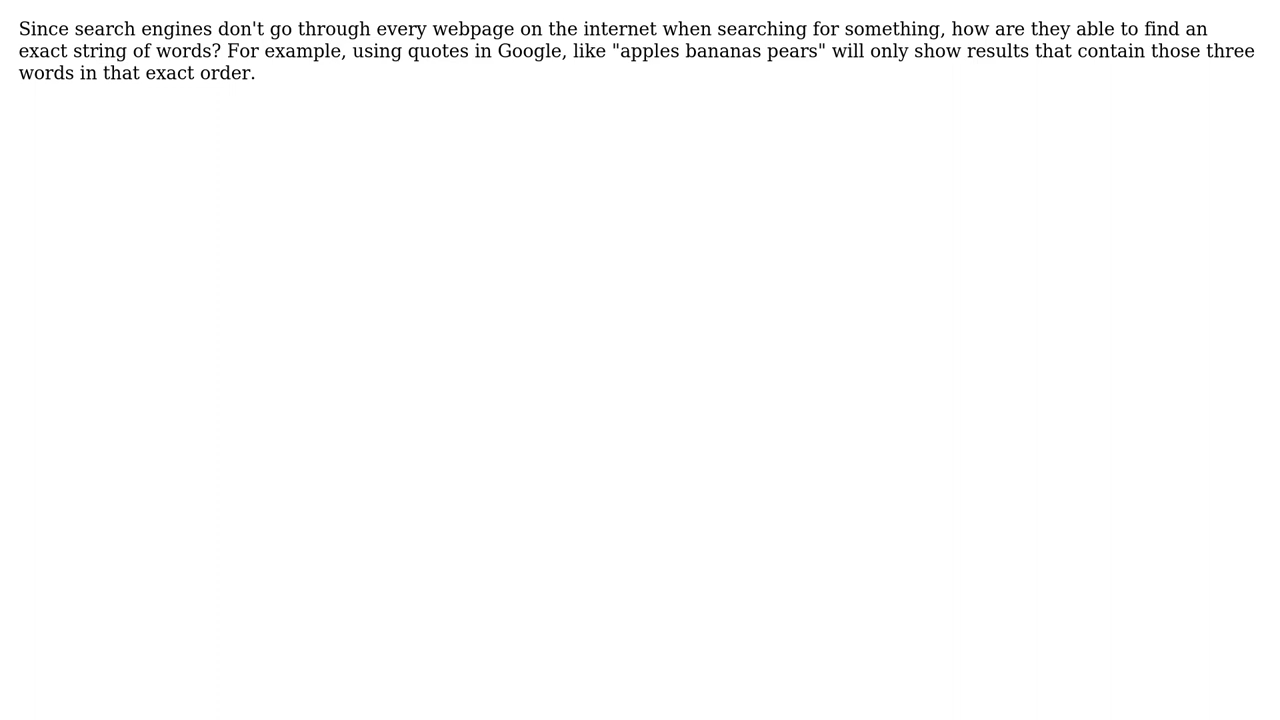 Since search engines don't go through every webpage on the internet when searching for something, how are they able to find an
exact string of words? For example, using quotes in Google, like "apples bananas pears" will only show results that contain those three
words in that exact order.